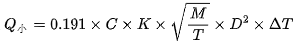 Q小 = 0.191 × C × K × √(M/T) × D² × ΔT